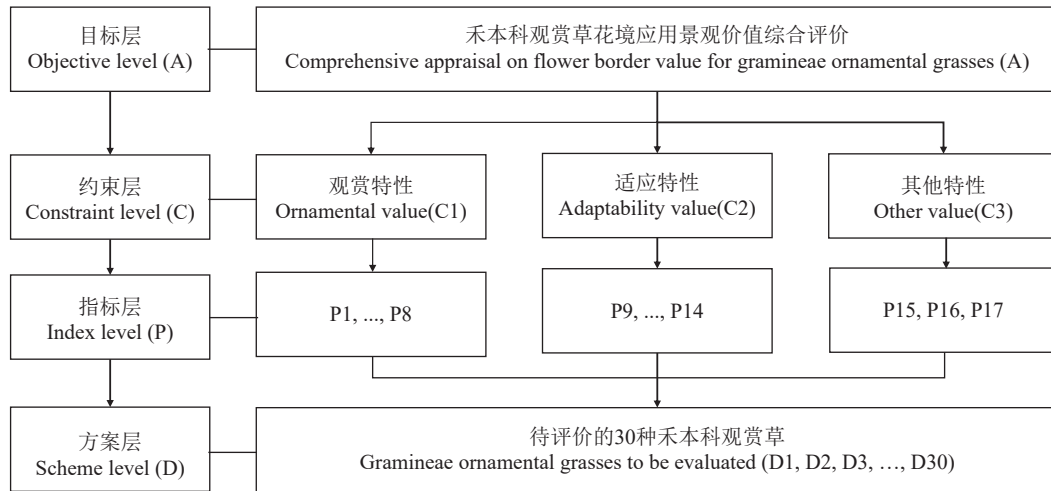 目标层
Objective level (A)
禾本科观赏草花境应用景观价值综合评价
Comprehensive appraisal on flower border value for gramineae ornamental grasses (A)
约束层
Constraint level (C)
观赏特性
Ornamental value(C1)
适应特性
Adaptability value(C2)
其他特性
Other value(C3)
指标层
Index level (P)
P1, ..., P8
P9, ..., P14
P15, P16, P17
方案层
Scheme level (D)
待评价的30种禾本科观赏草
Gramineae ornamental grasses to be evaluated (D1, D2, D3, …, D30)